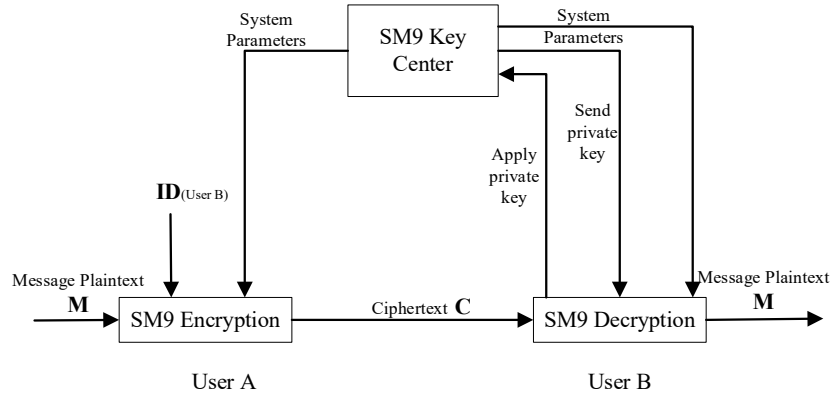 System
Parameters
SM9 Key
Center
System
Parameters
Send
private
key
Apply
private
key
ID(User B)
Message Plaintext
M
SM9 Encryption
Ciphertext C
SM9 Decryption
Message Plaintext
M
User A
User B